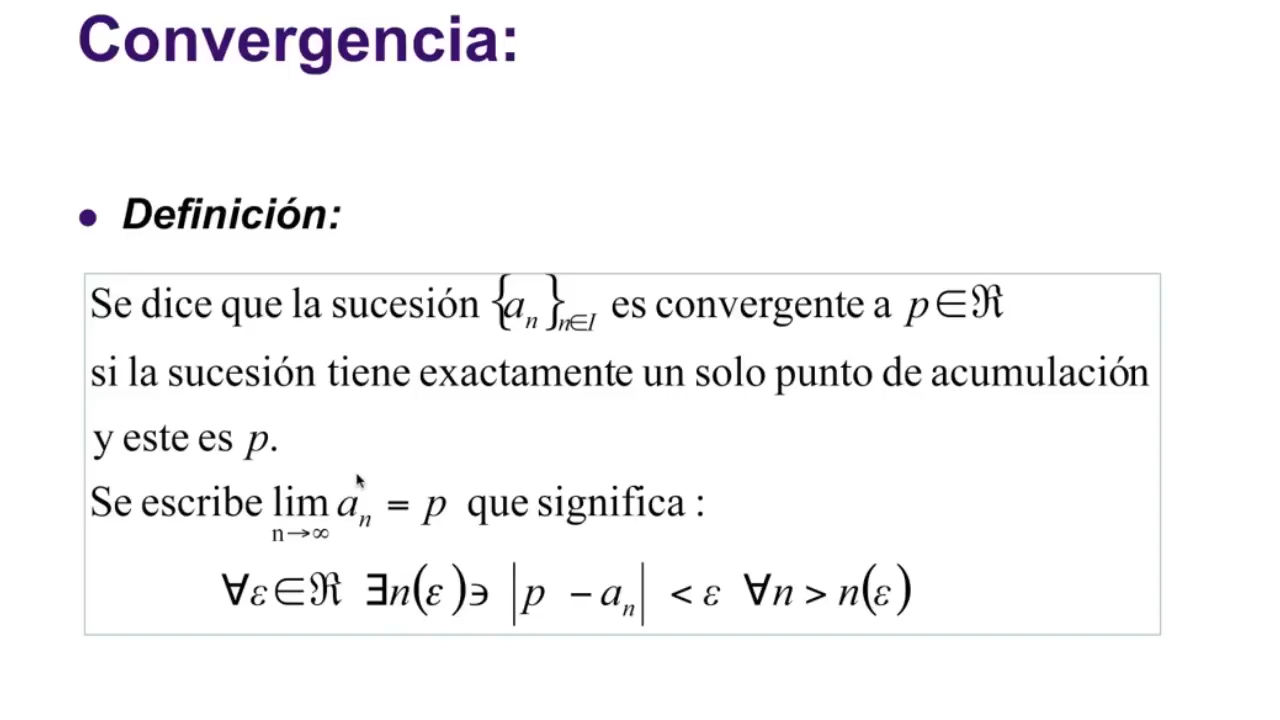 Convergencia:
● Definición:
Se dice que la sucesión {aₙ}ₙ∈I es convergente a p∈ℜ
si la sucesión tiene exactamente un solo punto de acumulación
y este es p.
Se escribe lim aₙ = p que significa :
n→∞
∀ε∈ℜ ∃n(ε)∍ |p − aₙ| < ε ∀n > n(ε)